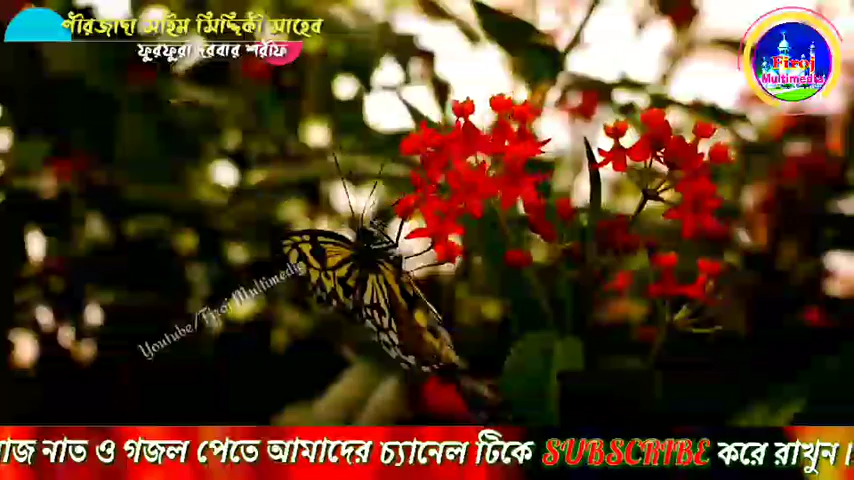 পীরজাদা সাইম সিদ্দিকী সাহেব
ফুরফুরা দরবার শরীফ
Firoj
Multimedia
Youtube / Firoj Multimedia
নাত ও গজল পেতে আমাদের চ্যানেল টিকে SUBSCRIBE করে রাখুন।